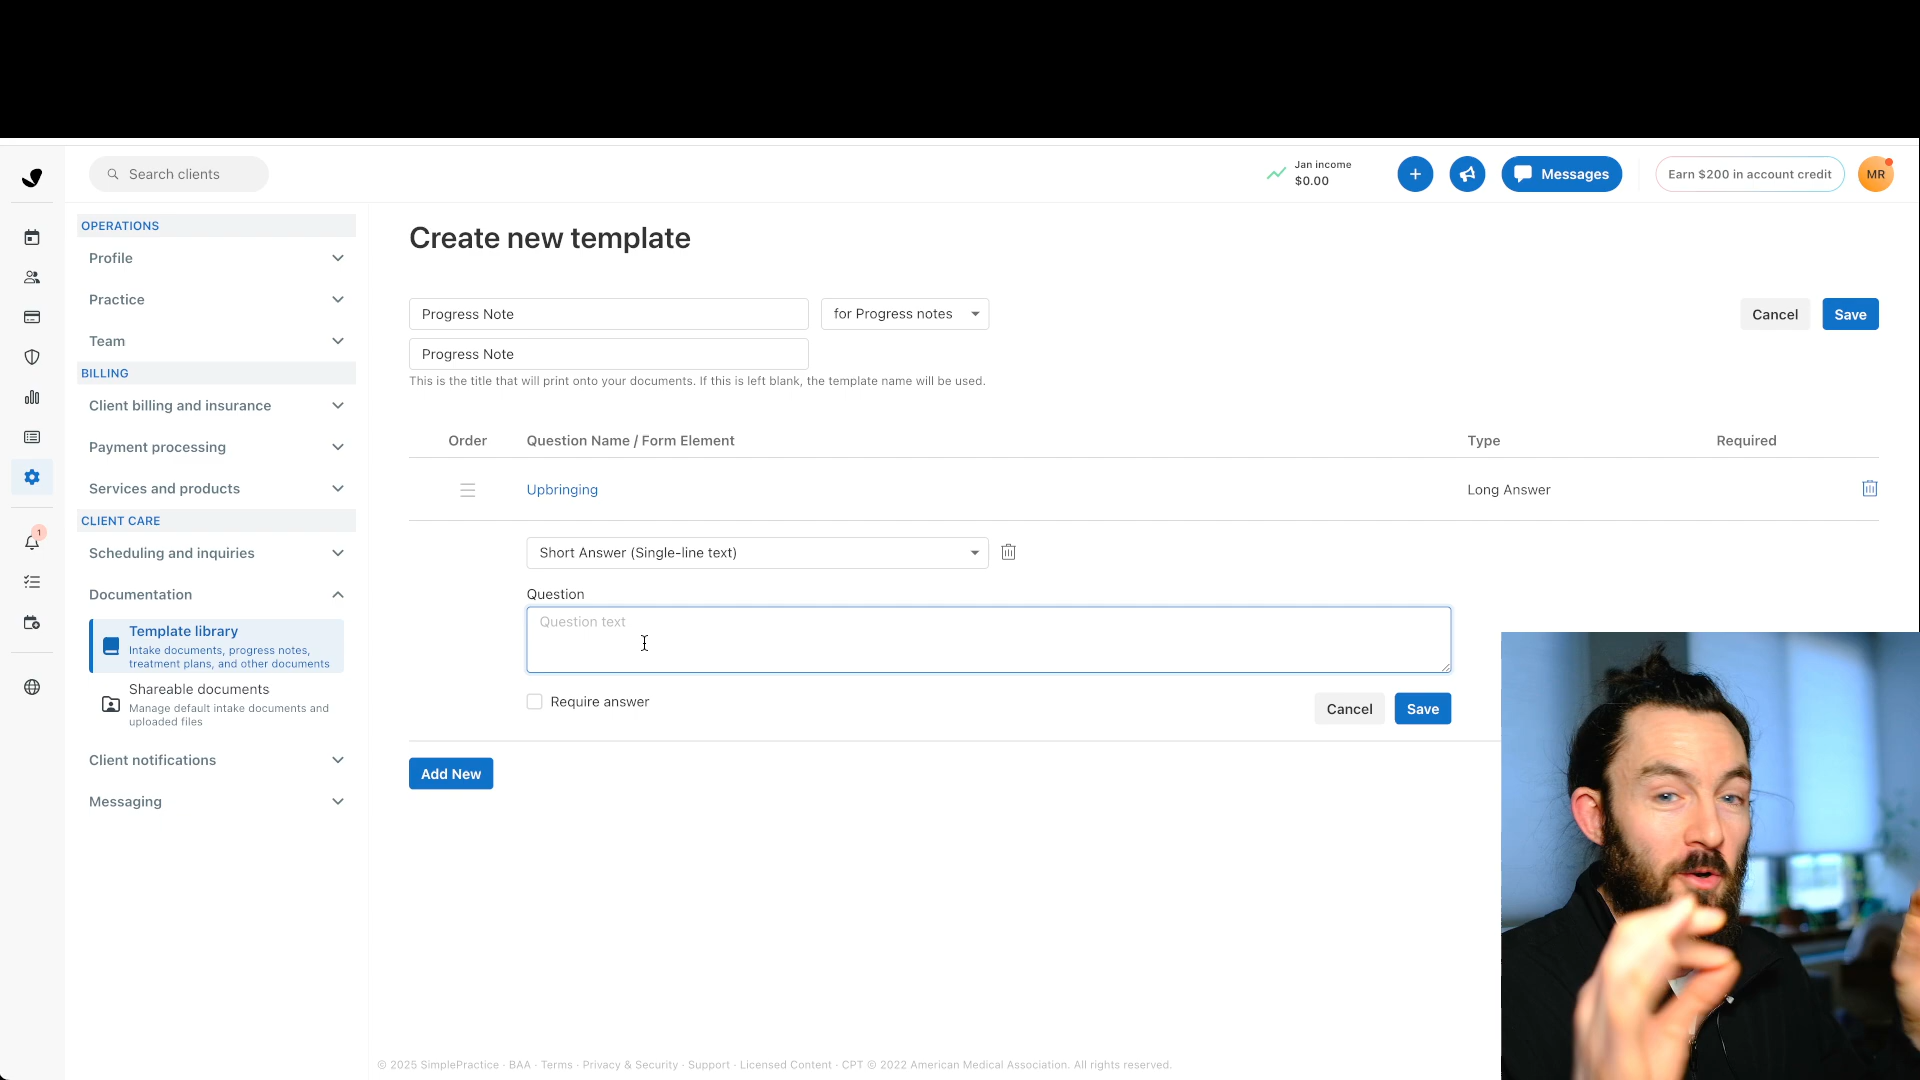 Search clients
Jan income
$0.00
+
Messages
Earn $200 in account credit
MR
OPERATIONS
Profile
Practice
Team
BILLING
Client billing and insurance
Payment processing
Services and products
CLIENT CARE
Scheduling and inquiries
Documentation
Template library
Intake documents, progress notes,
treatment plans, and other documents
Shareable documents
Manage default intake documents and
uploaded files
Client notifications
Messaging
1
Create new template
Progress Note
for Progress notes
Cancel
Save
Progress Note
This is the title that will print onto your documents. If this is left blank, the template name will be used.
Order Question Name / Form Element Type Required
Upbringing Long Answer
Short Answer (Single-line text)
Question
Question text
Require answer
Cancel
Save
Add New
© 2025 SimplePractice · BAA · Terms · Privacy & Security · Support · Licensed Content · CPT © 2022 American Medical Association. All rights reserved.